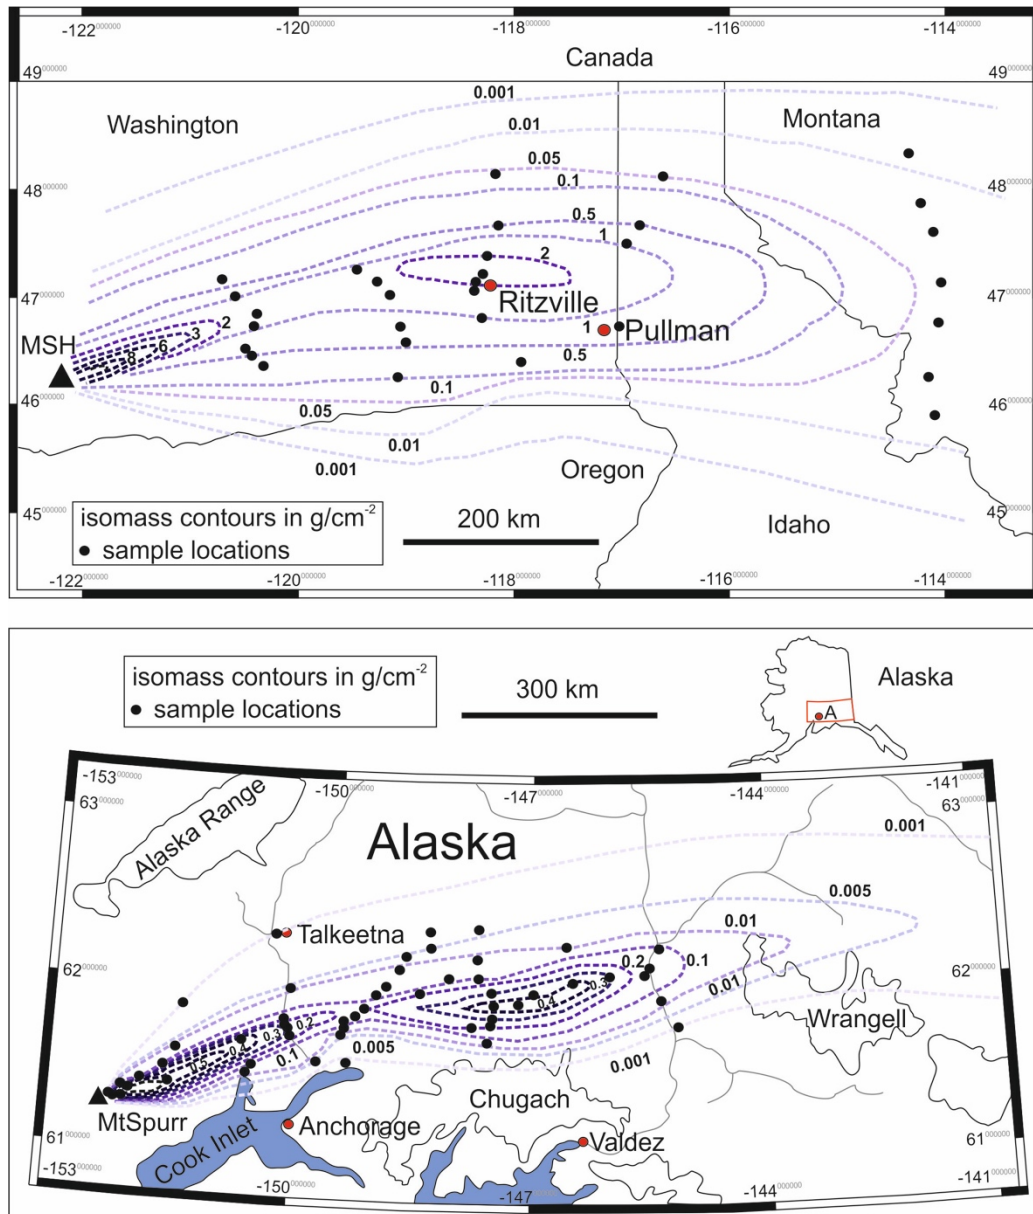 -122°°°°°°°° -120°°°°°°°° -118°°°°°°°° -116°°°°°°°° -114°°°°°°°°
Canada
49°°°°°°°° 49°°°°°°°°
0.001
Washington
Montana
0.01
0.05
48°°°°°°°° 48°°°°°°°°
0.1
0.5
1
2
47°°°°°°°° 47°°°°°°°°
Ritzville
2
3
6
8
MSH
1
Pullman
0.5
0.1
46°°°°°°°° 46°°°°°°°°
0.05
0.01
0.001
Oregon
Idaho
45°°°°°°°° 45°°°°°°°°
isomass contours in g/cm-2
sample locations
200 km
-122°°°°°°°° -120°°°°°°°° -118°°°°°°°° -116°°°°°°°° -114°°°°°°°°
isomass contours in g/cm-2
sample locations
300 km
Alaska
A
-153°°°°°°°° -150°°°°°°°° -147°°°°°°°° -144°°°°°°°° -141°°°°°°°°
63°°°°°°°° 63°°°°°°°°
Alaska Range
Alaska
0.001
0.005
Talkeetna
0.01
0.2 0.1
62°°°°°°°° 62°°°°°°°°
0.3
0.4
0.01
Wrangell
0.2
0.3
0.4
0.5
0.1
0.005
0.001
MtSpurr
Chugach
Cook Inlet
Anchorage
Valdez
61°°°°°°°° 61°°°°°°°°
-153°°°°°°°° -150°°°°°°°° -147°°°°°°°° -144°°°°°°°° -141°°°°°°°°